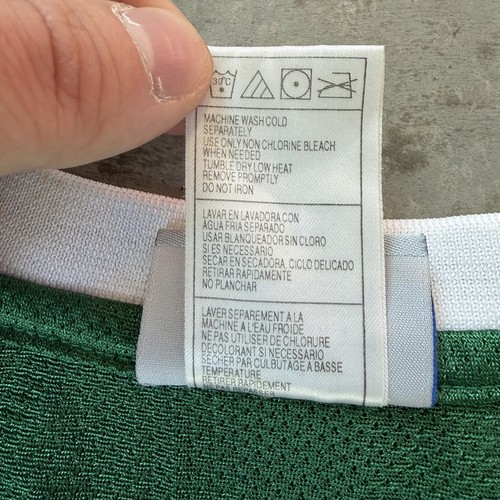 30°C
MACHINE WASH COLD
SEPARATELY
USE ONLY NON CHLORINE BLEACH
WHEN NEEDED
TUMBLE DRY LOW HEAT
REMOVE PROMPTLY
DO NOT IRON
LAVAR EN LAVADORA CON
AGUA FRIA SEPARADO
USAR BLANQUEADOR SIN CLORO
SI ES NECESARIO
SECAR EN SECADORA, CICLO DELICADO
RETIRAR RAPIDAMENTE
NO PLANCHAR
LAVER SEPAREMENT A LA
MACHINE A L'EAU FROIDE
NE PAS UTILISER DE CHLORURE
DECOLORANT SI NECESSAIRE
SECHER PAR CULBUTAGE A BASSE
TEMPERATURE
RETIRER RAPIDEMENT